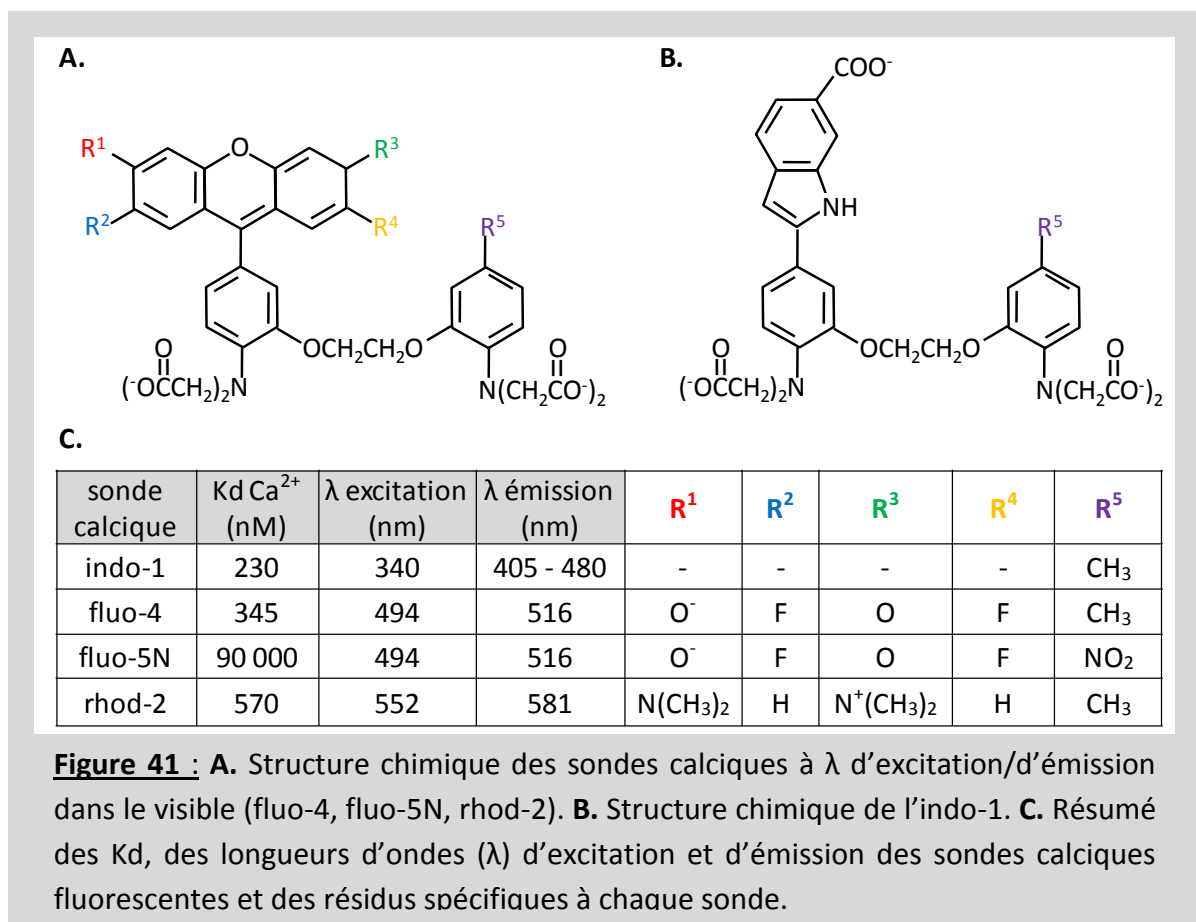 A.
B.
COO⁻
R¹ O R³
R² R⁴ NH
R⁵ R⁵
OCH₂CH₂O OCH₂CH₂O
O O O O
(⁻OCCH₂)₂N N(CH₂CO⁻)₂ (⁻OCCH₂)₂N N(CH₂CO⁻)₂
C.
sonde calcique | Kd Ca²⁺ (nM) | λ excitation (nm) | λ émission (nm) | R¹ | R² | R³ | R⁴ | R⁵
indo-1 | 230 | 340 | 405 - 480 | - | - | - | - | CH₃
fluo-4 | 345 | 494 | 516 | O⁻ | F | O | F | CH₃
fluo-5N | 90 000 | 494 | 516 | O⁻ | F | O | F | NO₂
rhod-2 | 570 | 552 | 581 | N(CH₃)₂ | H | N⁺(CH₃)₂ | H | CH₃
Figure 41 : A. Structure chimique des sondes calciques à λ d'excitation/d'émission
dans le visible (fluo-4, fluo-5N, rhod-2). B. Structure chimique de l'indo-1. C. Résumé
des Kd, des longueurs d'ondes (λ) d'excitation et d'émission des sondes calciques
fluorescentes et des résidus spécifiques à chaque sonde.